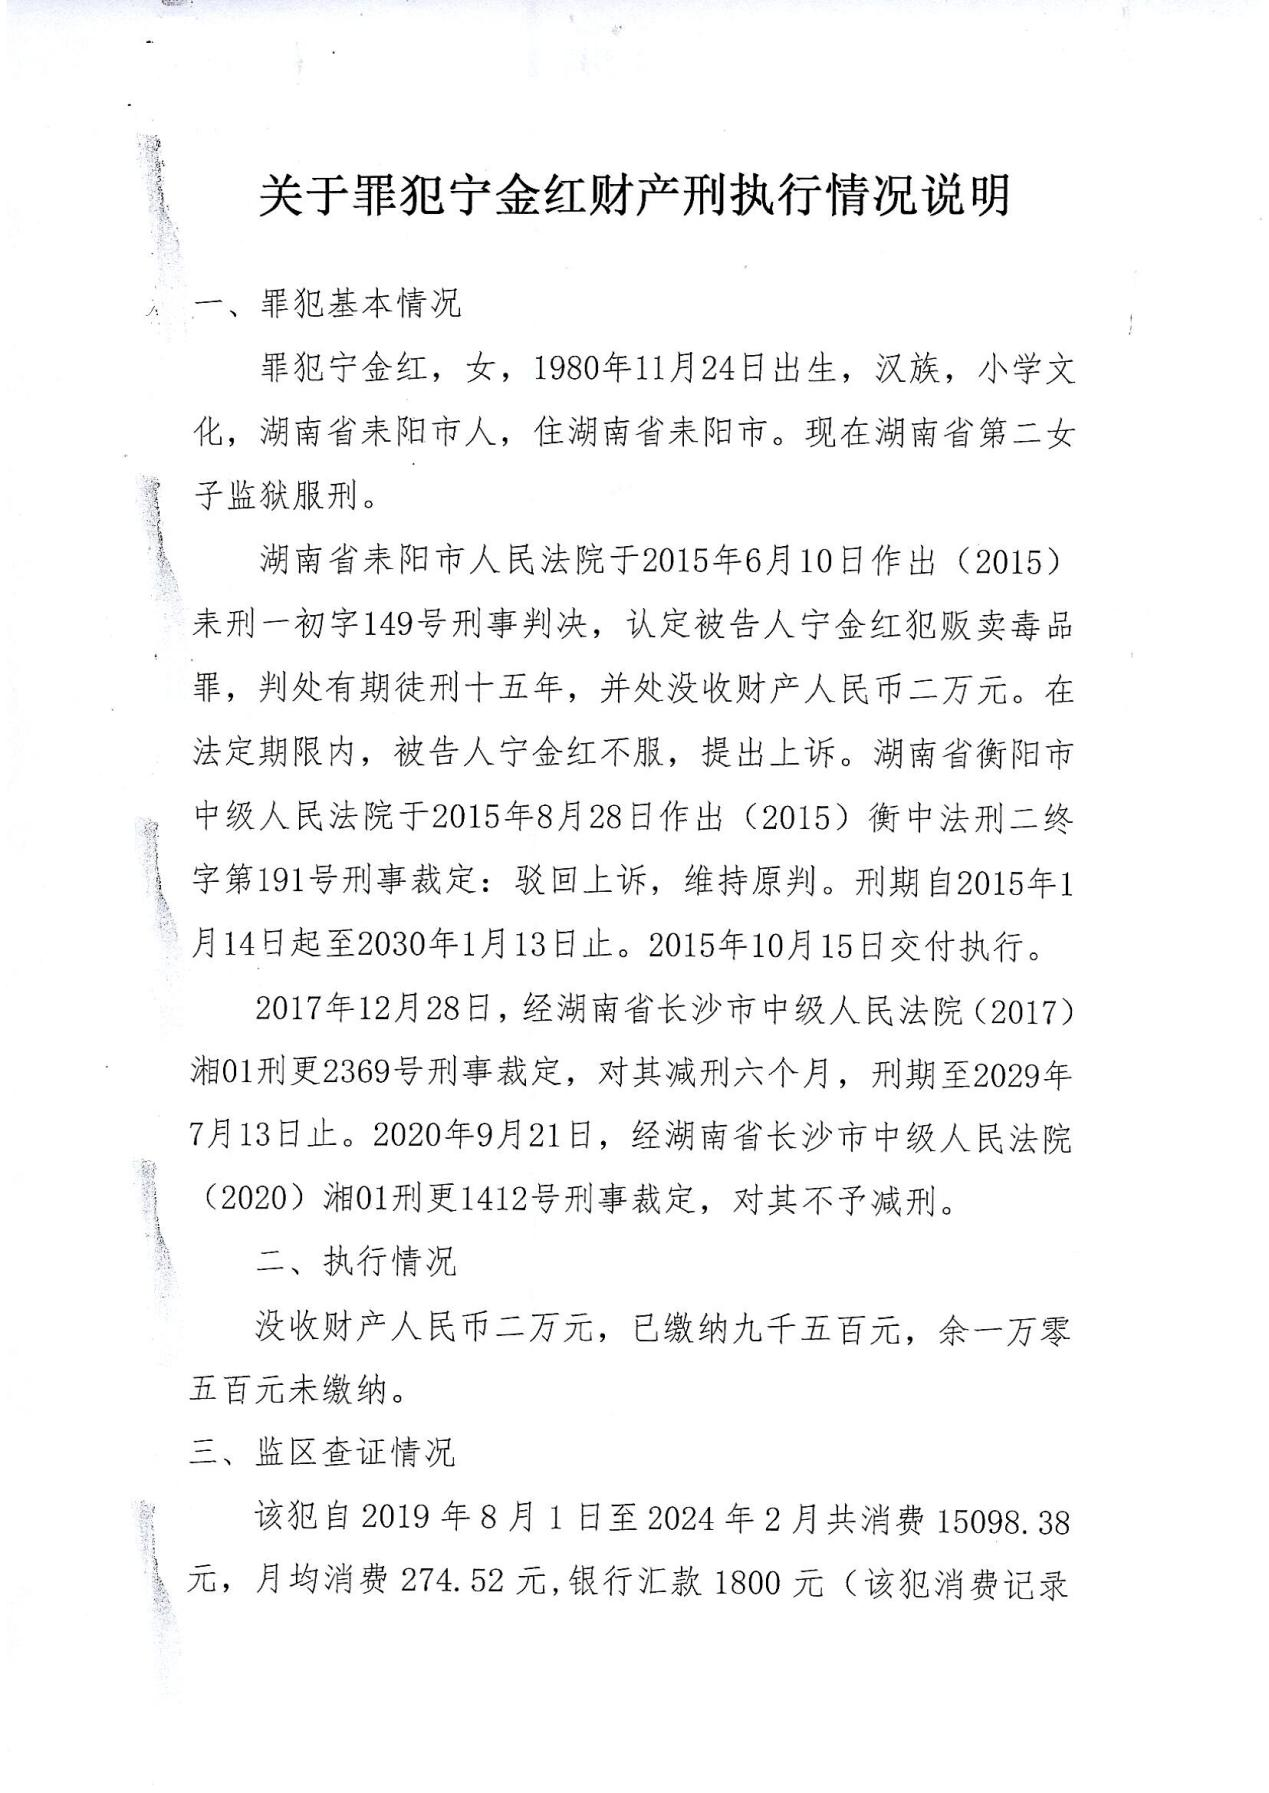 关于罪犯宁金红财产刑执行情况说明
一、罪犯基本情况
罪犯宁金红，女，1980年11月24日出生，汉族，小学文
化，湖南省耒阳市人，住湖南省耒阳市。现在湖南省第二女
子监狱服刑。
湖南省耒阳市人民法院于2015年6月10日作出（2015）
耒刑一初字149号刑事判决，认定被告人宁金红犯贩卖毒品
罪，判处有期徒刑十五年，并处没收财产人民币二万元。在
法定期限内，被告人宁金红不服，提出上诉。湖南省衡阳市
中级人民法院于2015年8月28日作出（2015）衡中法刑二终
字第191号刑事裁定：驳回上诉，维持原判。刑期自2015年1
月14日起至2030年1月13日止。2015年10月15日交付执行。
2017年12月28日，经湖南省长沙市中级人民法院（2017）
湘01刑更2369号刑事裁定，对其减刑六个月，刑期至2029年
7月13日止。2020年9月21日，经湖南省长沙市中级人民法院
（2020）湘01刑更1412号刑事裁定，对其不予减刑。
二、执行情况
没收财产人民币二万元，已缴纳九千五百元，余一万零
五百元未缴纳。
三、监区查证情况
该犯自 2019 年 8 月 1 日至 2024 年 2 月共消费 15098.38
元，月均消费 274.52 元,银行汇款 1800 元（该犯消费记录